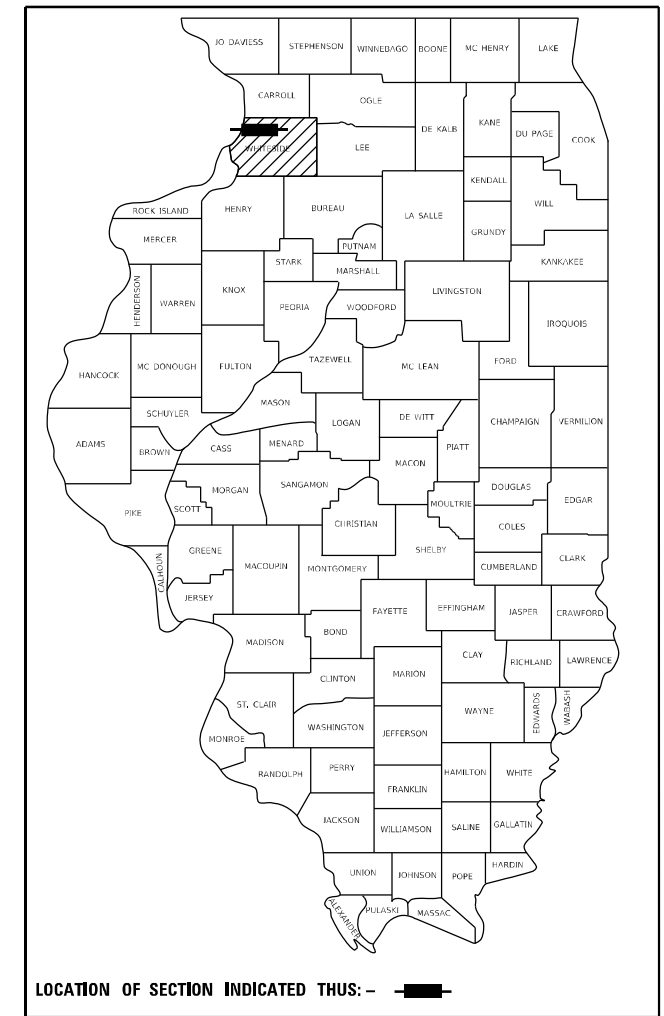 JO DAVIESS STEPHENSON WINNEBAGO BOONE MC HENRY LAKE
CARROLL OGLE
DE KALB KANE DU PAGE COOK
WHITESIDE LEE
KENDALL
ROCK ISLAND HENRY BUREAU LA SALLE GRUNDY WILL
MERCER PUTNAM
STARK MARSHALL KANKAKEE
HENDERSON WARREN KNOX PEORIA WOODFORD LIVINGSTON IROQUOIS
HANCOCK MC DONOUGH FULTON TAZEWELL MC LEAN FORD
SCHUYLER MASON LOGAN DE WITT CHAMPAIGN VERMILION
ADAMS BROWN CASS MENARD PIATT
MACON
PIKE SCOTT MORGAN SANGAMON MOULTRIE DOUGLAS EDGAR
CHRISTIAN COLES
CALHOUN GREENE MACOUPIN MONTGOMERY SHELBY CUMBERLAND CLARK
JERSEY FAYETTE EFFINGHAM JASPER CRAWFORD
MADISON BOND
CLAY RICHLAND LAWRENCE
CLINTON MARION
ST. CLAIR WAYNE EDWARDS WABASH
MONROE WASHINGTON JEFFERSON
RANDOLPH PERRY HAMILTON WHITE
FRANKLIN
JACKSON WILLIAMSON SALINE GALLATIN
UNION JOHNSON POPE HARDIN
ALEXANDER PULASKI MASSAC
LOCATION OF SECTION INDICATED THUS: –